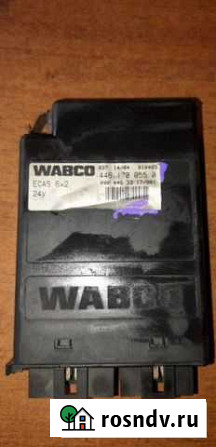 WABCO
446 170 055 0
ECAS 6x2
24V
WABCO
rosndv.ru